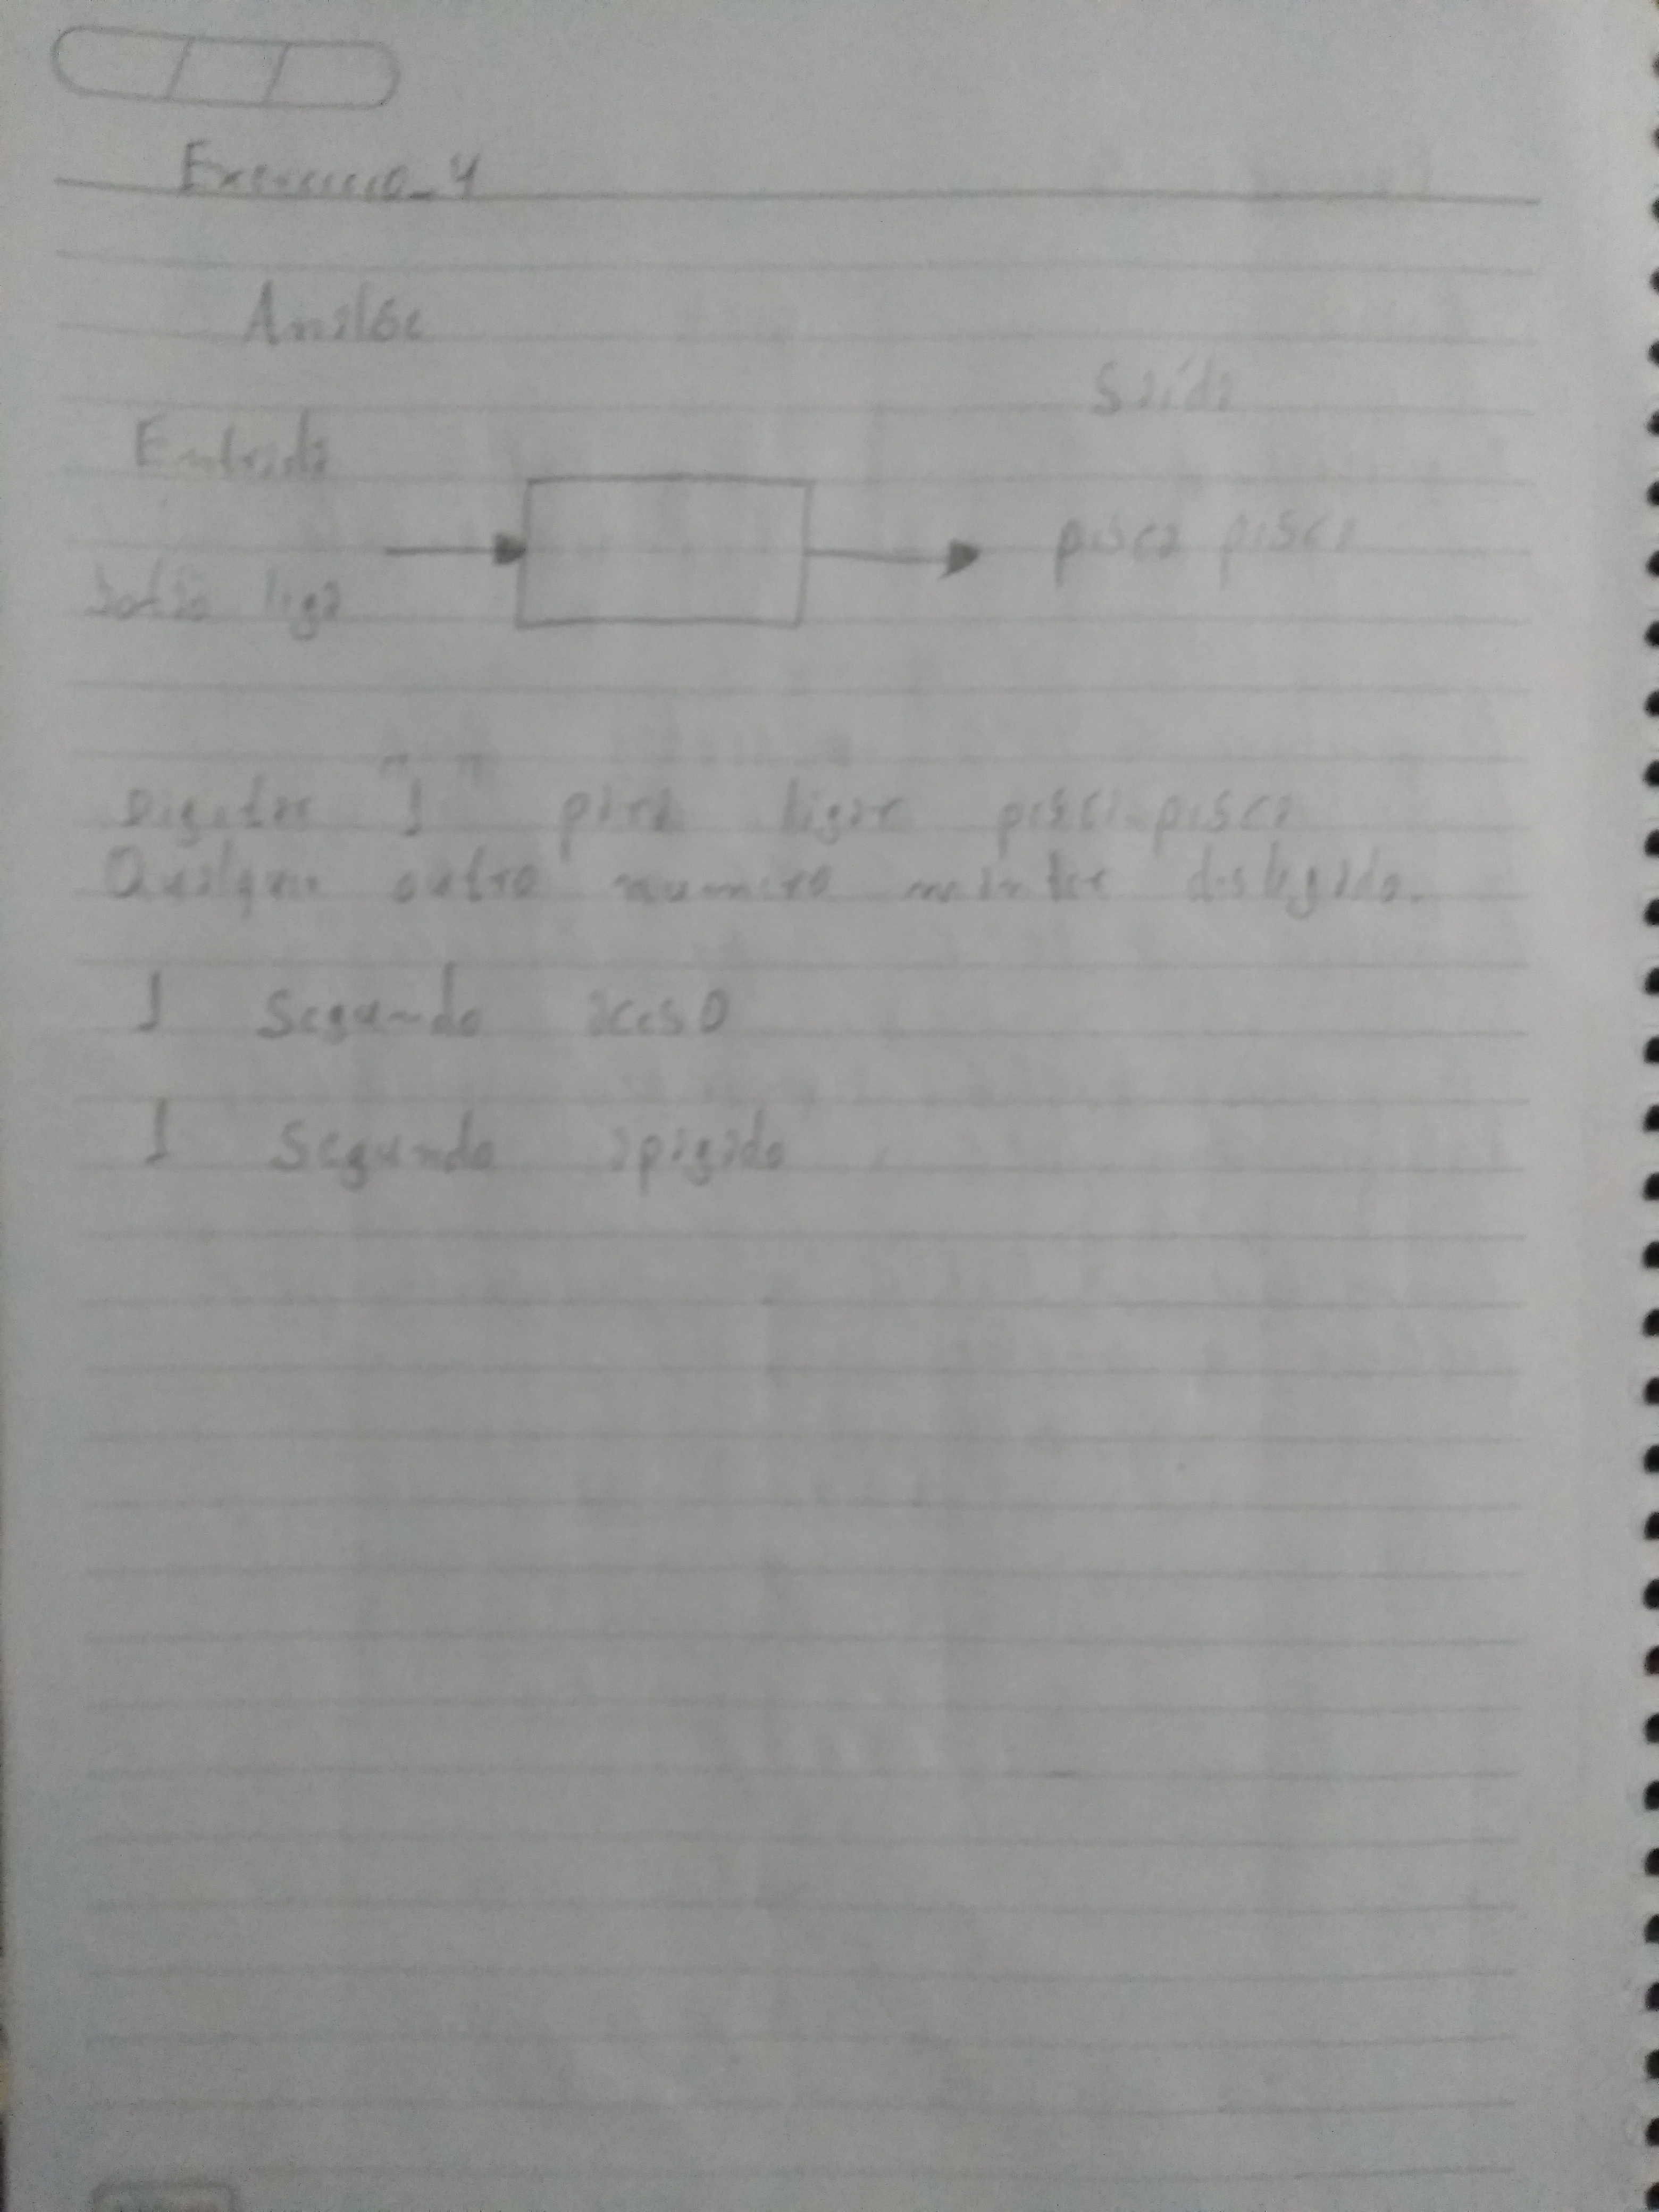 Exercicio_4
Análise
Saída
Entrada
pisca pisca
botão liga
Digitar "1" para ligar pisca-pisca
Qualquer outro numero manter desligado.
1 Segundo aceso
1 Segundo apagado